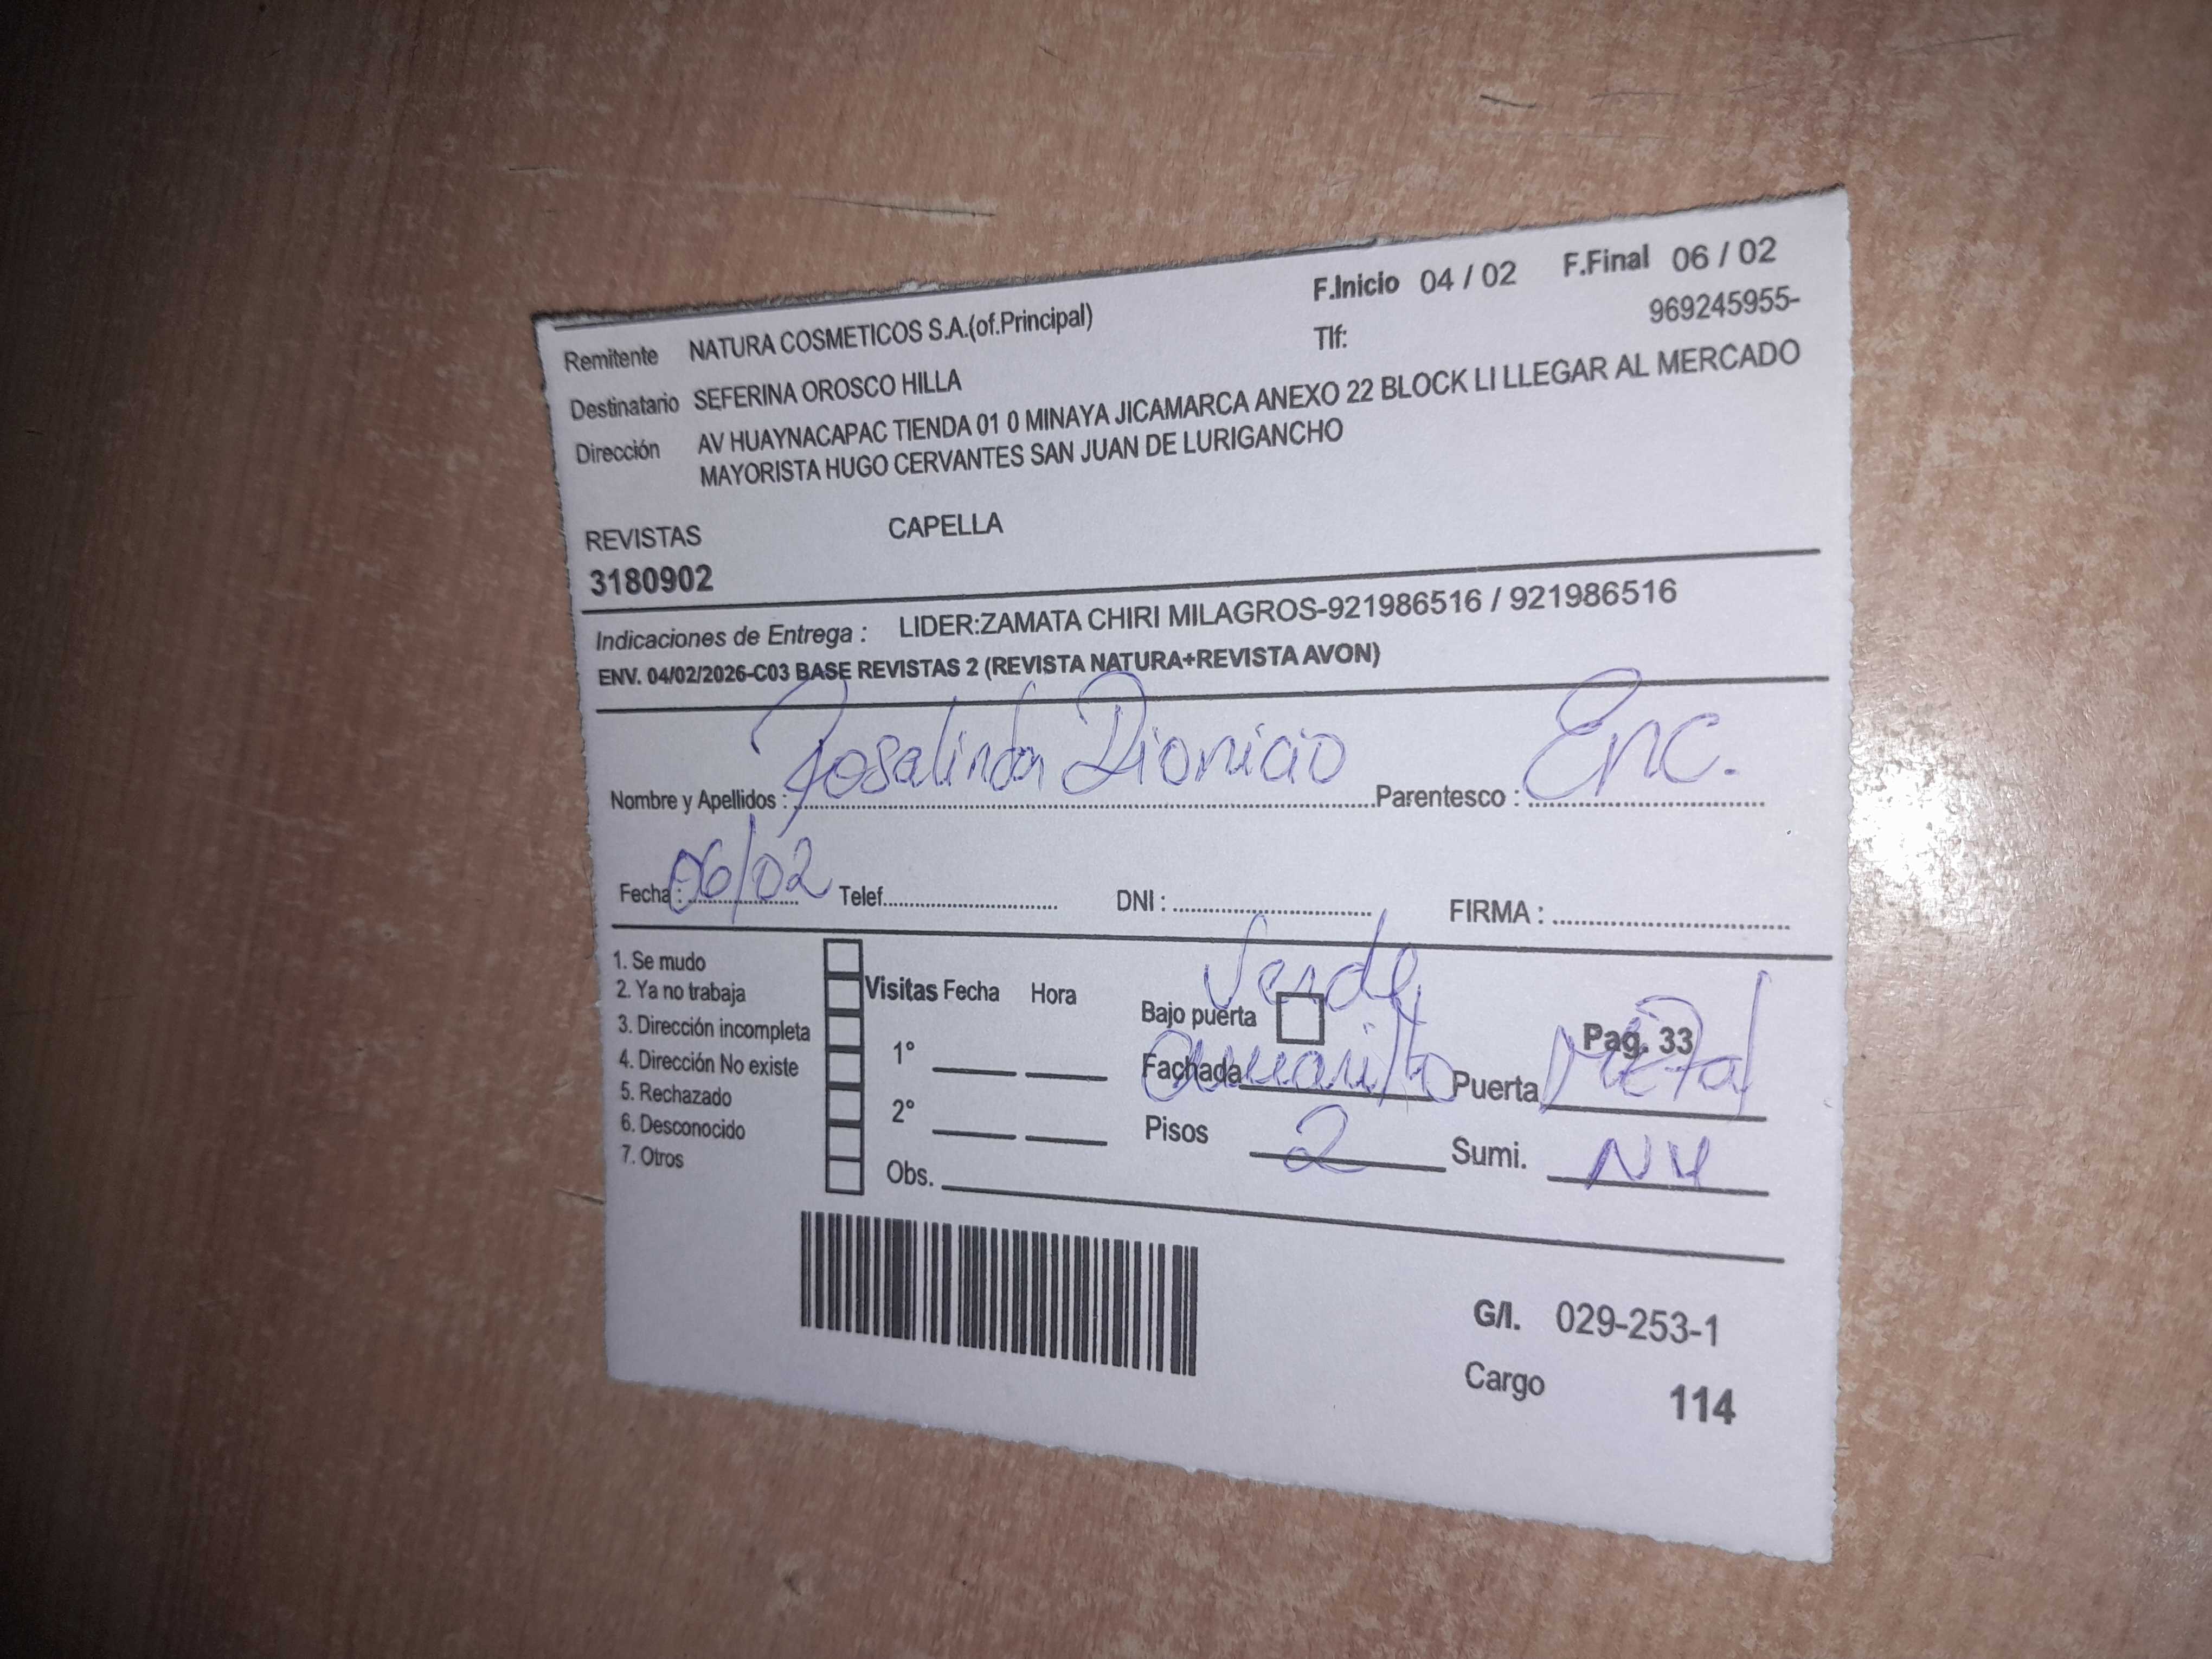 F.Inicio 04 / 02 F.Final 06 / 02
Remitente NATURA COSMETICOS S.A.(of.Principal) Tlf: 969245955-
Destinatario SEFERINA OROSCO HILLA
Dirección AV HUAYNACAPAC TIENDA 01 0 MINAYA JICAMARCA ANEXO 22 BLOCK LI LLEGAR AL MERCADO
MAYORISTA HUGO CERVANTES SAN JUAN DE LURIGANCHO
REVISTAS CAPELLA
3180902
Indicaciones de Entrega : LIDER:ZAMATA CHIRI MILAGROS-921986516 / 921986516
ENV. 04/02/2026-C03 BASE REVISTAS 2 (REVISTA NATURA+REVISTA AVON)
Nombre y Apellidos : Rosalinda Dionicio Parentesco : Enc.
Fecha : 06/02 Telef. DNI : FIRMA :
1. Se mudo
2. Ya no trabaja
3. Dirección incompleta
4. Dirección No existe
5. Rechazado
6. Desconocido
7. Otros
Visitas Fecha Hora
1°
2°
Obs.
Verde
Bajo puerta Pag. 33
Fachada amarillo Puerta Metal
Pisos 2 Sumi.
G/I. 029-253-1
Cargo 114